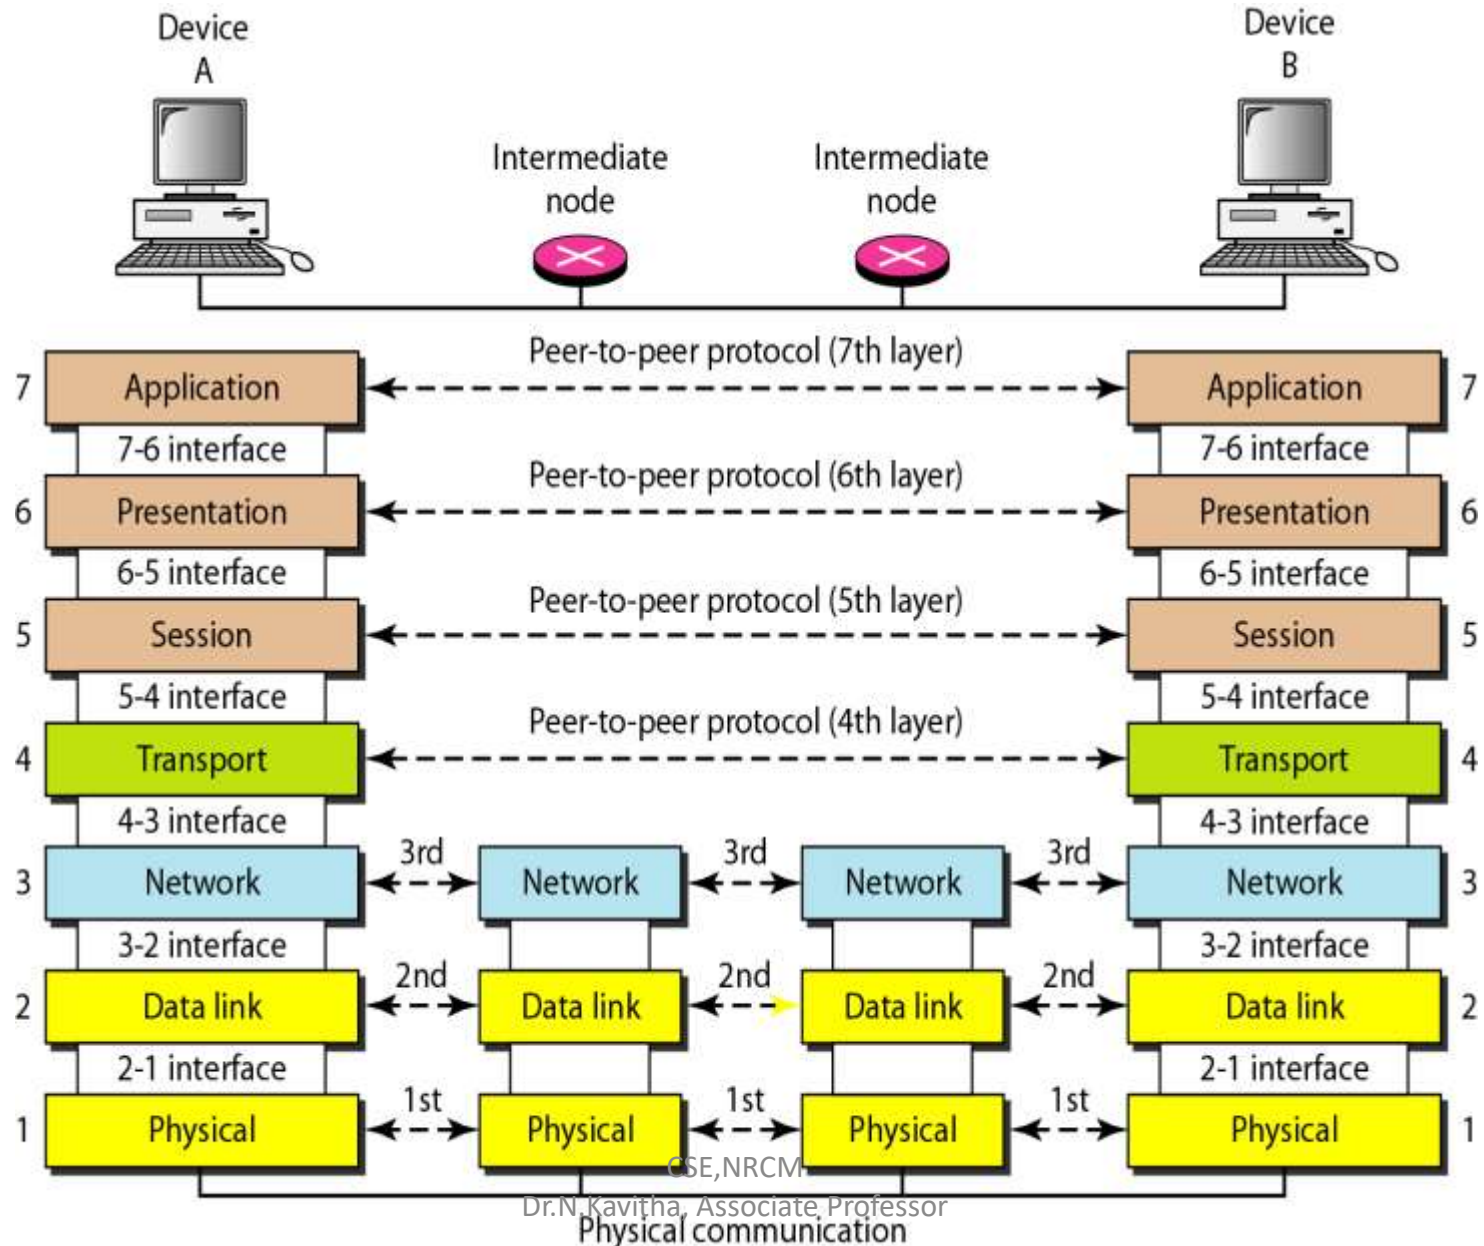 Device
A
Device
B
Intermediate
node
Intermediate
node
Peer-to-peer protocol (7th layer)
7 Application
Application 7
7-6 interface
7-6 interface
Peer-to-peer protocol (6th layer)
6 Presentation
Presentation 6
6-5 interface
6-5 interface
Peer-to-peer protocol (5th layer)
5 Session
Session 5
5-4 interface
5-4 interface
Peer-to-peer protocol (4th layer)
4 Transport
Transport 4
4-3 interface
4-3 interface
3rd 3rd 3rd
3 Network Network Network Network 3
3-2 interface
3-2 interface
2nd 2nd 2nd
2 Data link Data link Data link Data link 2
2-1 interface
2-1 interface
1st 1st 1st
1 Physical Physical Physical Physical 1
CSE,NRCM
Dr.N.Kavitha, Associate Professor
Physical communication